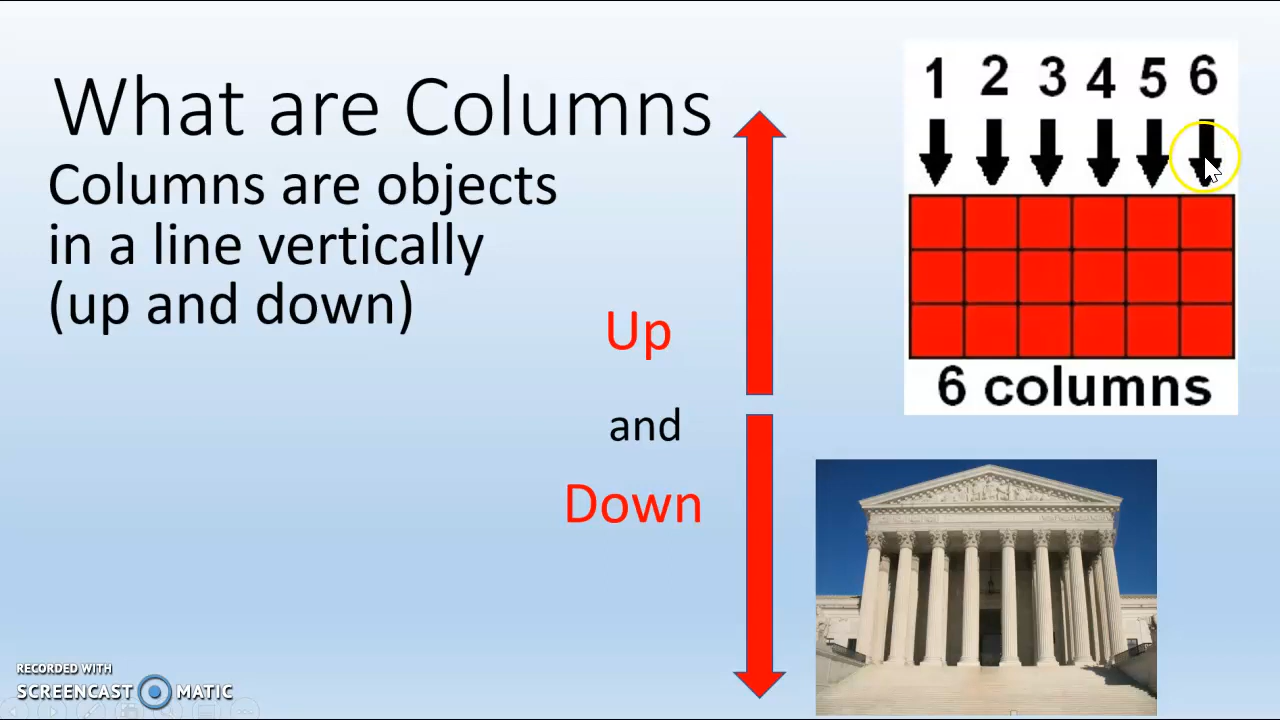 What are Columns
Columns are objects
in a line vertically
(up and down)
Up
and
Down
1 2 3 4 5 6
6 columns
RECORDED WITH
SCREENCAST MATIC